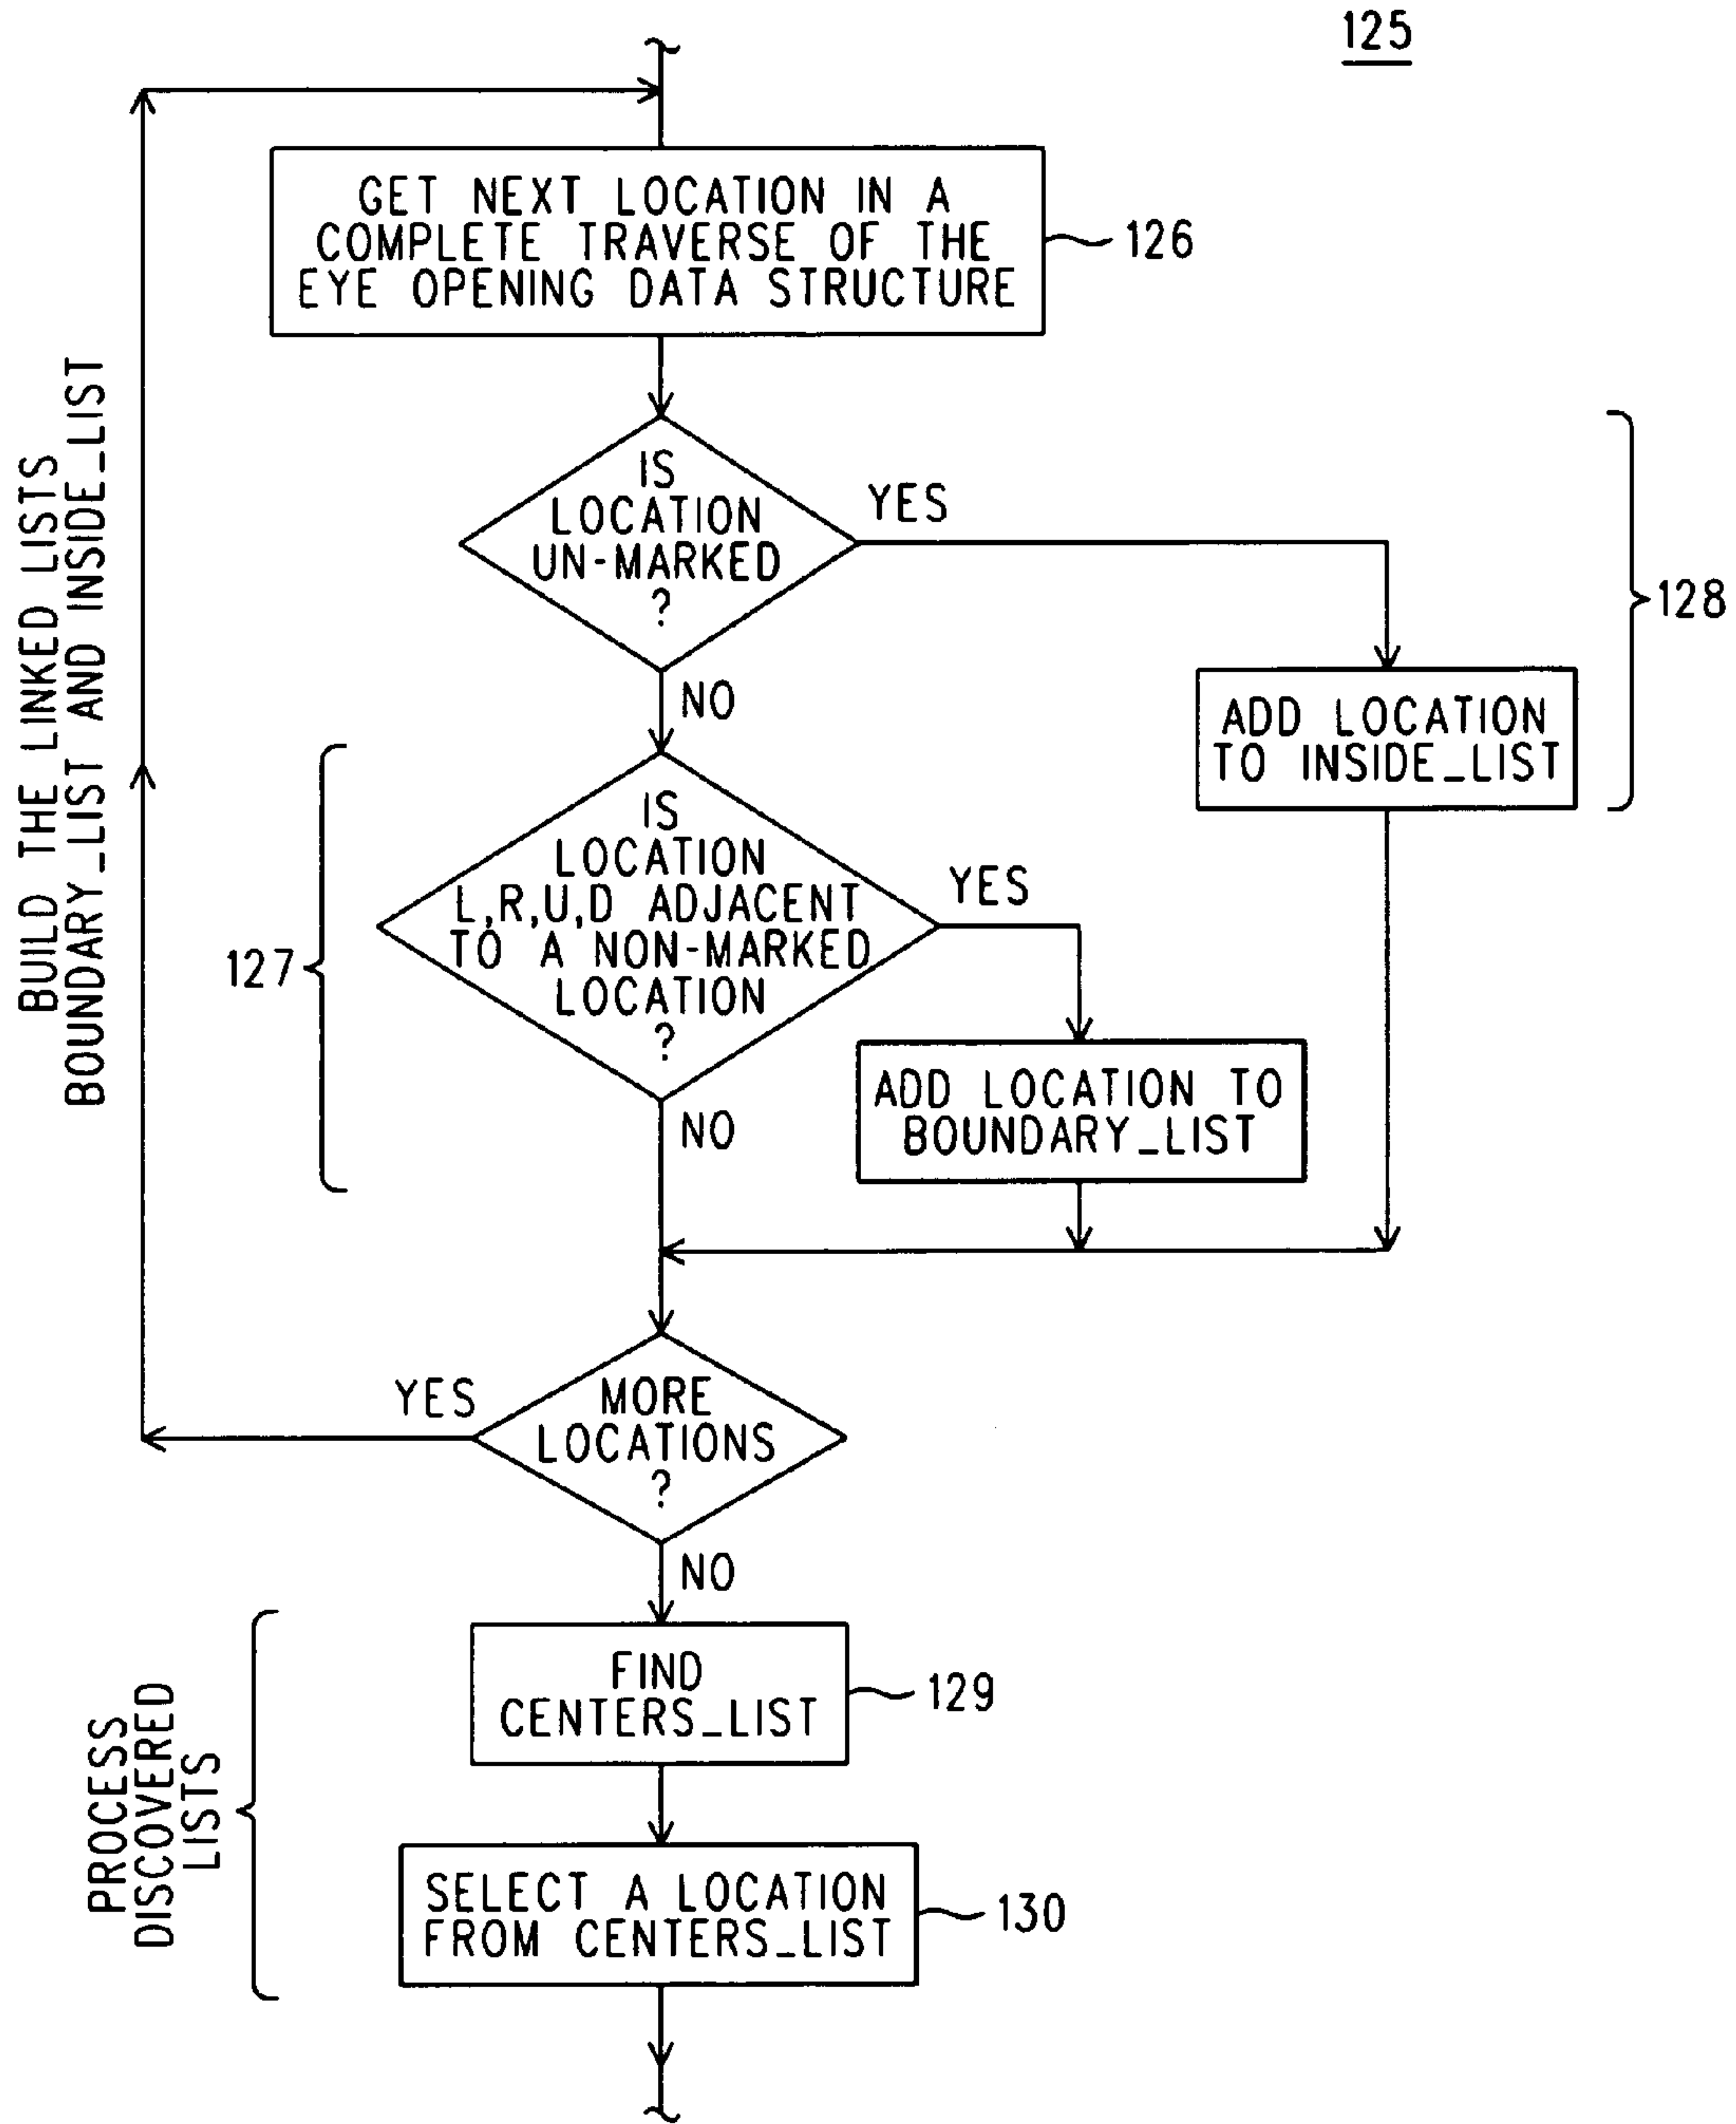 125
GET NEXT LOCATION IN A
COMPLETE TRAVERSE OF THE
EYE OPENING DATA STRUCTURE
126
IS
LOCATION
UN-MARKED
?
YES
NO
128
ADD LOCATION
TO INSIDE_LIST
BUILD THE LINKED LISTS
BOUNDARY_LIST AND INSIDE_LIST
127
IS
LOCATION
L,R,U,D ADJACENT
TO A NON-MARKED
LOCATION
?
YES
NO
ADD LOCATION TO
BOUNDARY_LIST
MORE
LOCATIONS
?
YES
NO
PROCESS
DISCOVERED
LISTS
FIND
CENTERS_LIST
129
SELECT A LOCATION
FROM CENTERS_LIST
130